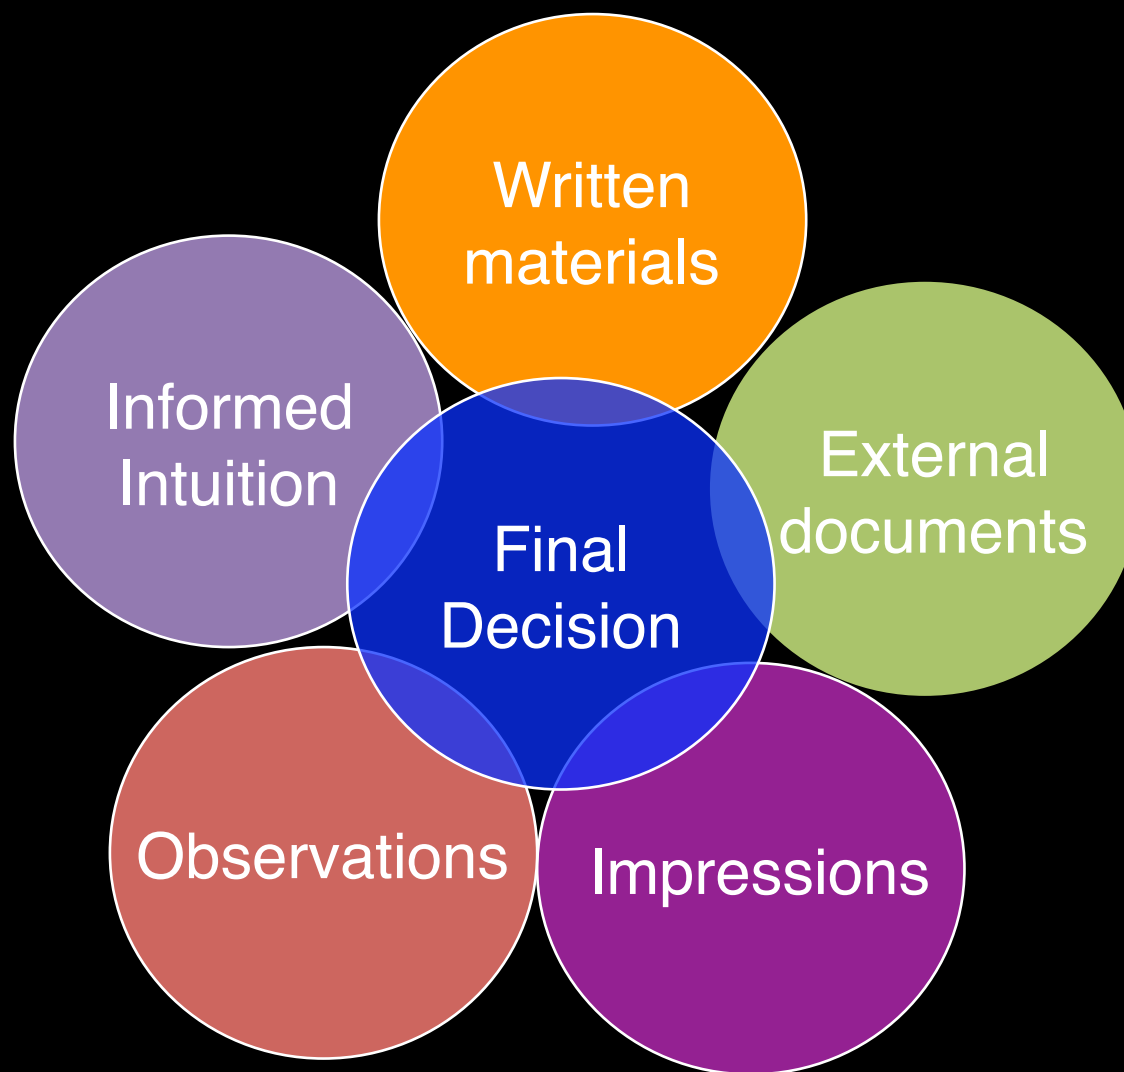 Written
materials
Informed
Intuition
External
documents
Final
Decision
Observations
Impressions